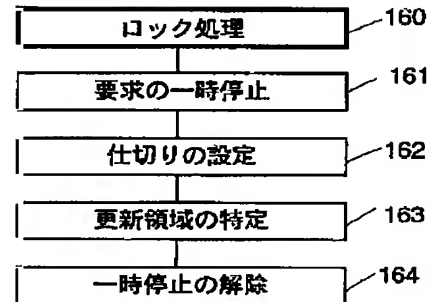 ロック処理 160
要求の一時停止 161
仕切りの設定 162
更新領域の特定 163
一時停止の解除 164